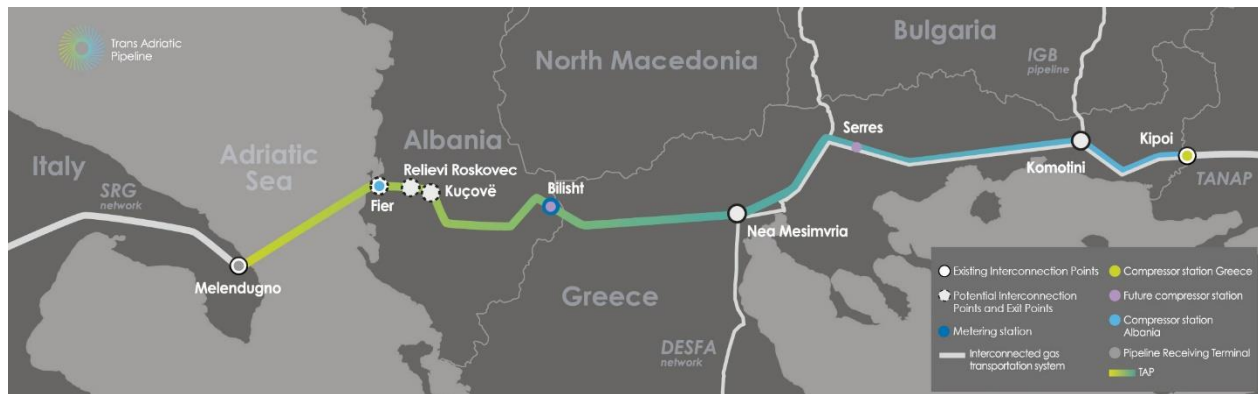 Trans Adriatic
Pipeline
Italy
SRG
network
Melendugno
Adriatic
Sea
Albania
Fier
Relievi Roskovec
Kuçovë
Bilisht
North Macedonia
Greece
DESFA
network
Nea Mesimvria
Bulgaria
Serres
IGB
pipeline
Komotini
Kipoi
TANAP
Existing Interconnection Points
Potential Interconnection
Points and Exit Points
Metering station
Interconnected gas
transportation system
Compressor station Greece
Future compressor station
Compressor station
Albania
Pipeline Receiving Terminal
TAP